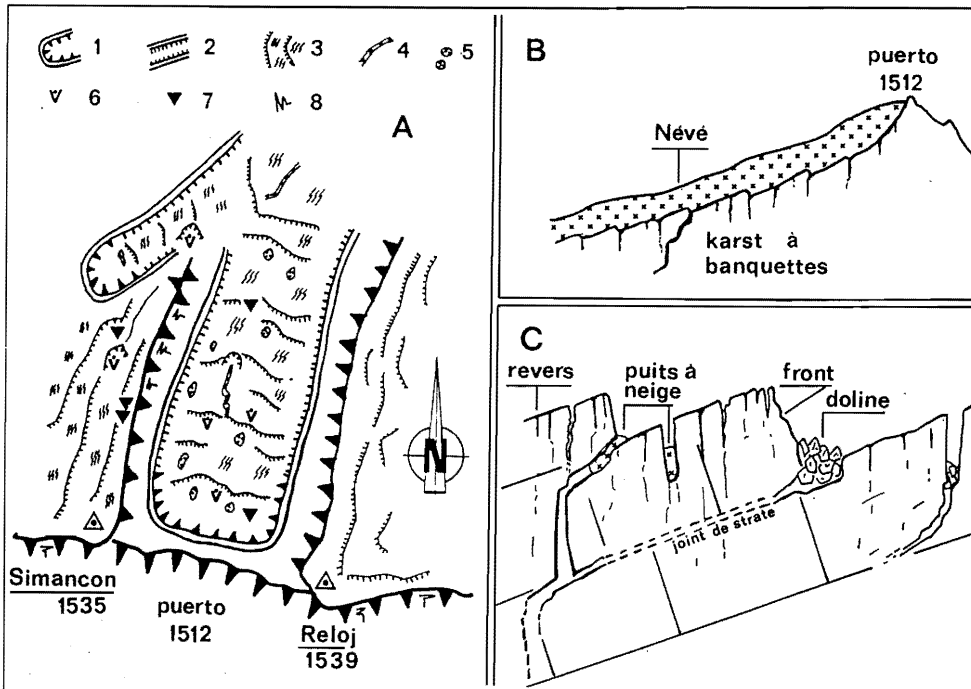 1
2
3
4
5
6
7
8
A
N
Simancon
1535
puerto
1512
Reloj
1539
B
puerto
1512
Névé
karst à
banquettes
C
revers
puits à
neige
front
doline
joint de strate